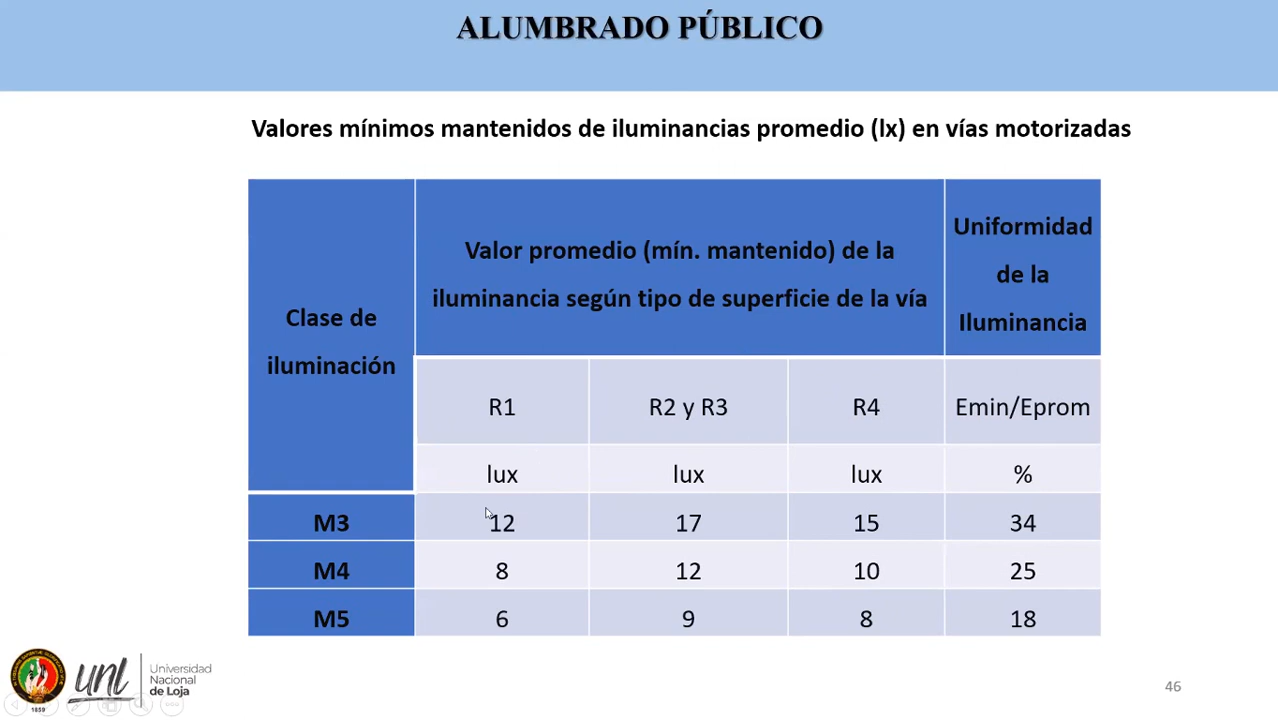 ALUMBRADO PÚBLICO
Valores mínimos mantenidos de iluminancias promedio (lx) en vías motorizadas
Clase de
iluminación
Valor promedio (mín. mantenido) de la
iluminancia según tipo de superficie de la vía
Uniformidad
de la
Iluminancia
R1 R2 y R3 R4 Emin/Eprom
lux lux lux %
M3 12 17 15 34
M4 8 12 10 25
M5 6 9 8 18
1859
unl
Universidad
Nacional
de Loja
46